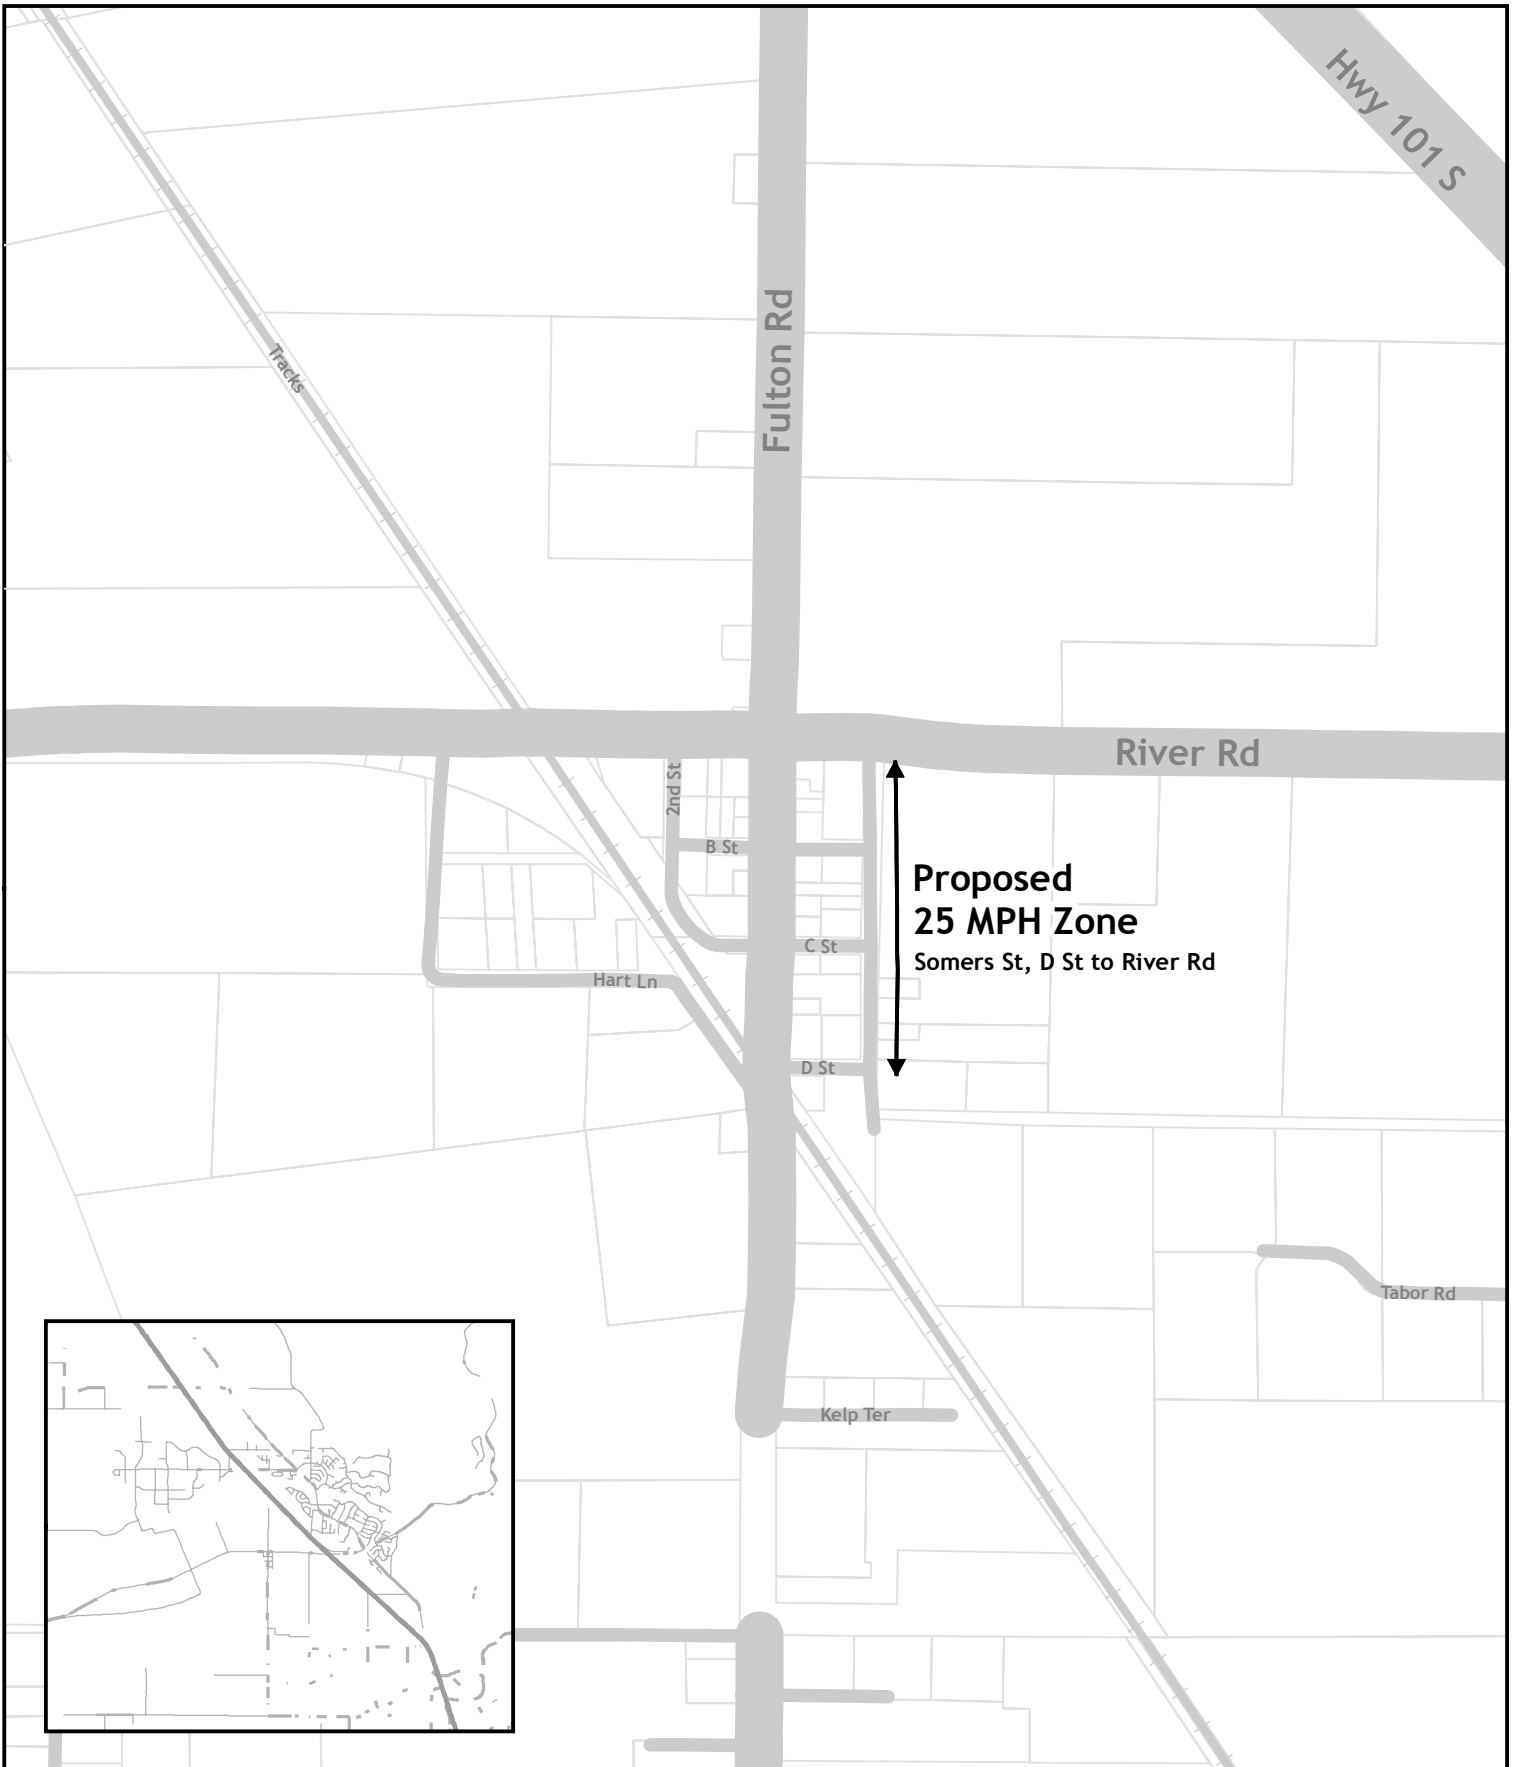 Hwy 101 S
Fulton Rd
Tracks
River Rd
2nd St
B St
Proposed
25 MPH Zone
C St
Somers St, D St to River Rd
Hart Ln
D St
Tabor Rd
Kelp Ter